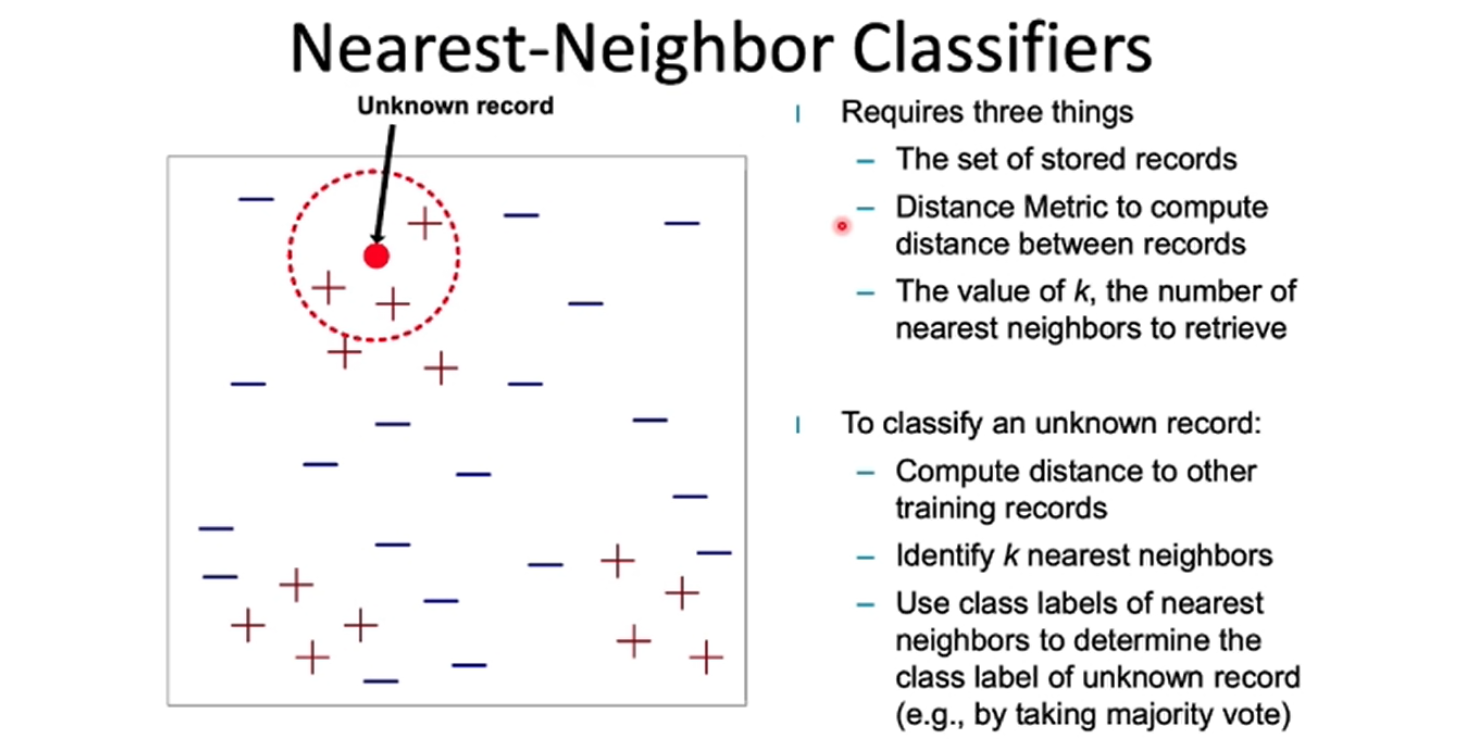 Nearest-Neighbor Classifiers
Unknown record
Requires three things
– The set of stored records
– Distance Metric to compute
distance between records
– The value of k, the number of
nearest neighbors to retrieve
To classify an unknown record:
– Compute distance to other
training records
– Identify k nearest neighbors
– Use class labels of nearest
neighbors to determine the
class label of unknown record
(e.g., by taking majority vote)